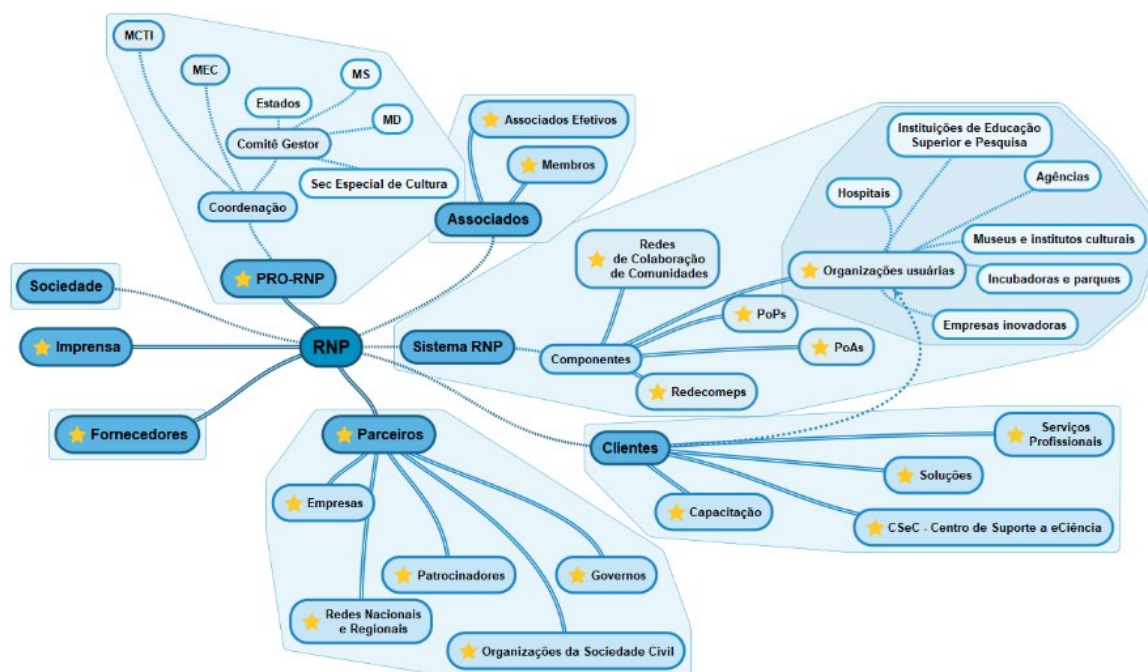 MCTI
MEC
MS
Estados
MD
Comitê Gestor
Sec Especial de Cultura
Coordenação
PRO-RNP
Associados Efetivos
Membros
Associados
Instituições de Educação
Superior e Pesquisa
Agências
Hospitais
Museus e institutos culturais
Organizações usuárias
Incubadoras e parques
Empresas inovadoras
Redes
de Colaboração
de Comunidades
PoPs
PoAs
Componentes
Redecomeps
Sistema RNP
Sociedade
Imprensa
RNP
Fornecedores
Parceiros
Empresas
Patrocinadores
Governos
Redes Nacionais
e Regionais
Organizações da Sociedade Civil
Clientes
Serviços
Profissionais
Soluções
Capacitação
CSeC - Centro de Suporte a eCiência